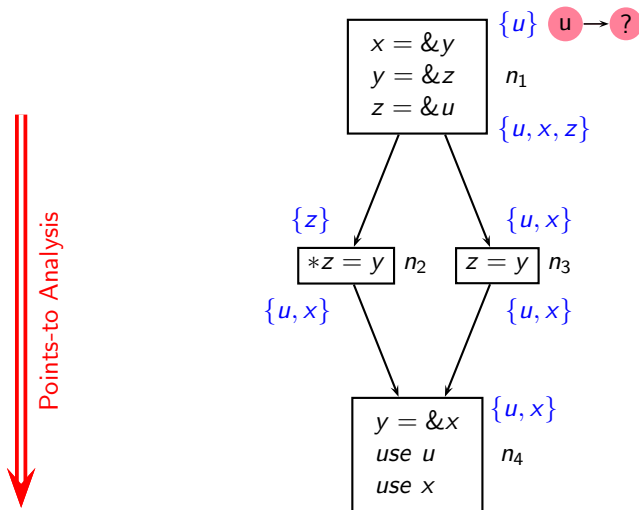 {u} u ?
x = &y
y = &z
z = &u
n1
{u, x, z}
{z}
*z = y n2
{u, x}
{u, x}
z = y n3
{u, x}
{u, x}
y = &x
use u
use x
n4
Points-to Analysis